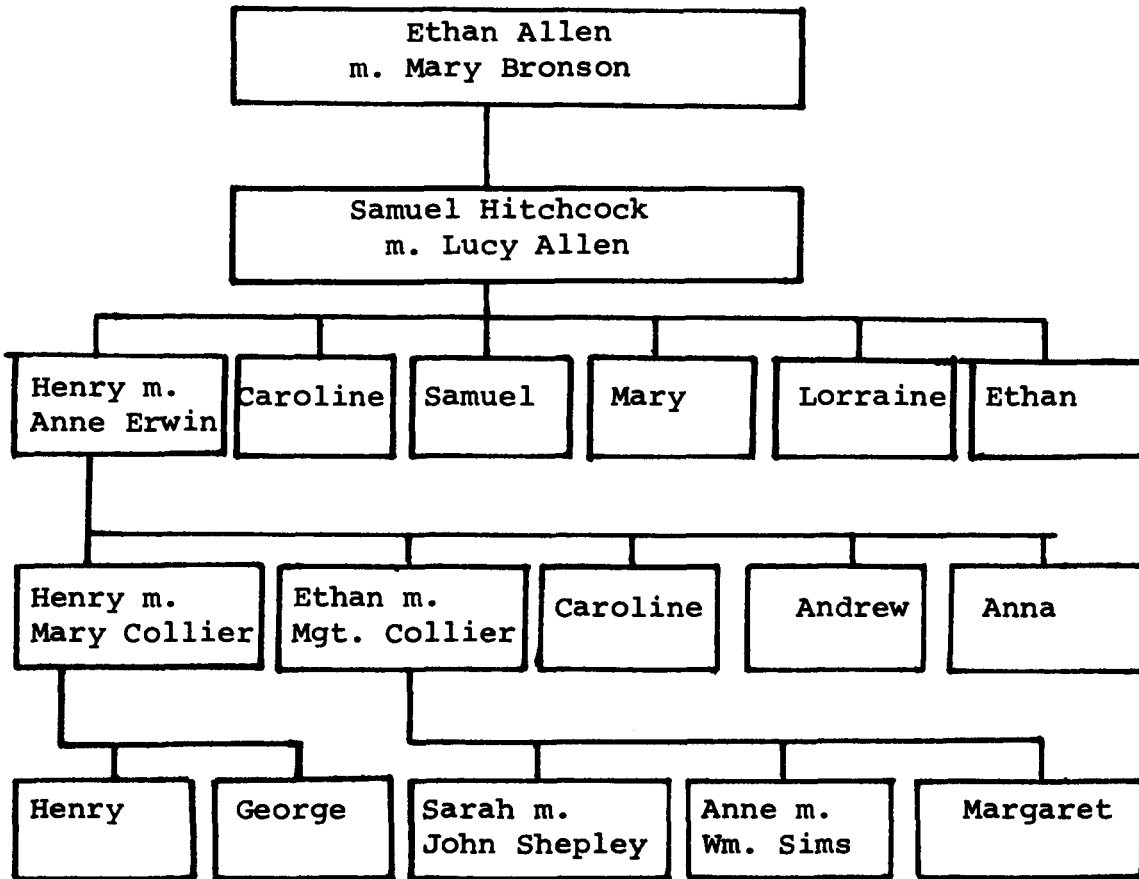 Ethan Allen
m. Mary Bronson
Samuel Hitchcock
m. Lucy Allen
Henry m.
Anne Erwin
Caroline
Samuel
Mary
Lorraine
Ethan
Henry m.
Mary Collier
Ethan m.
Mgt. Collier
Caroline
Andrew
Anna
Henry
George
Sarah m.
John Shepley
Anne m.
Wm. Sims
Margaret